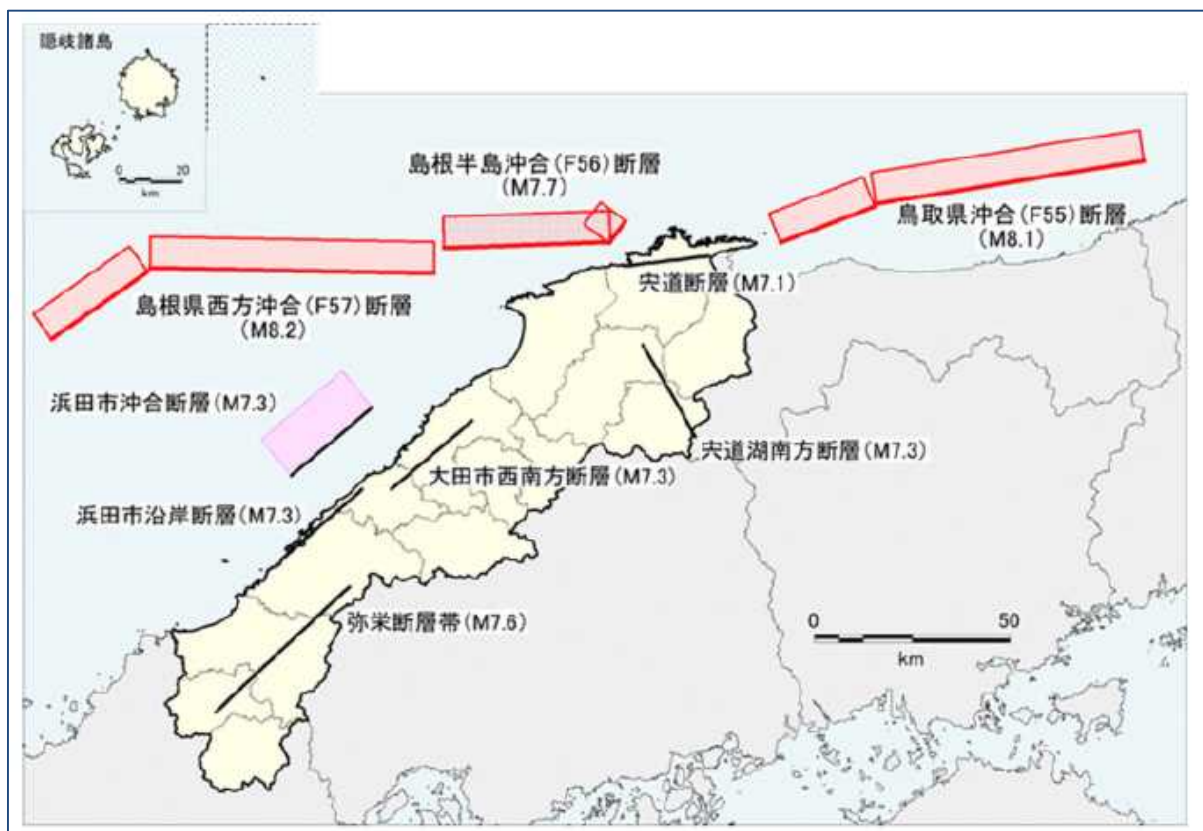 隠岐諸島
0 20
km
島根半島沖合(F56)断層
(M7.7)
鳥取県沖合(F55)断層
(M8.1)
宍道断層(M7.1)
島根県西方沖合(F57)断層
(M8.2)
浜田市沖合断層(M7.3)
宍道湖南方断層(M7.3)
大田市西南方断層(M7.3)
浜田市沿岸断層(M7.3)
弥栄断層帯(M7.6)
0 50
km